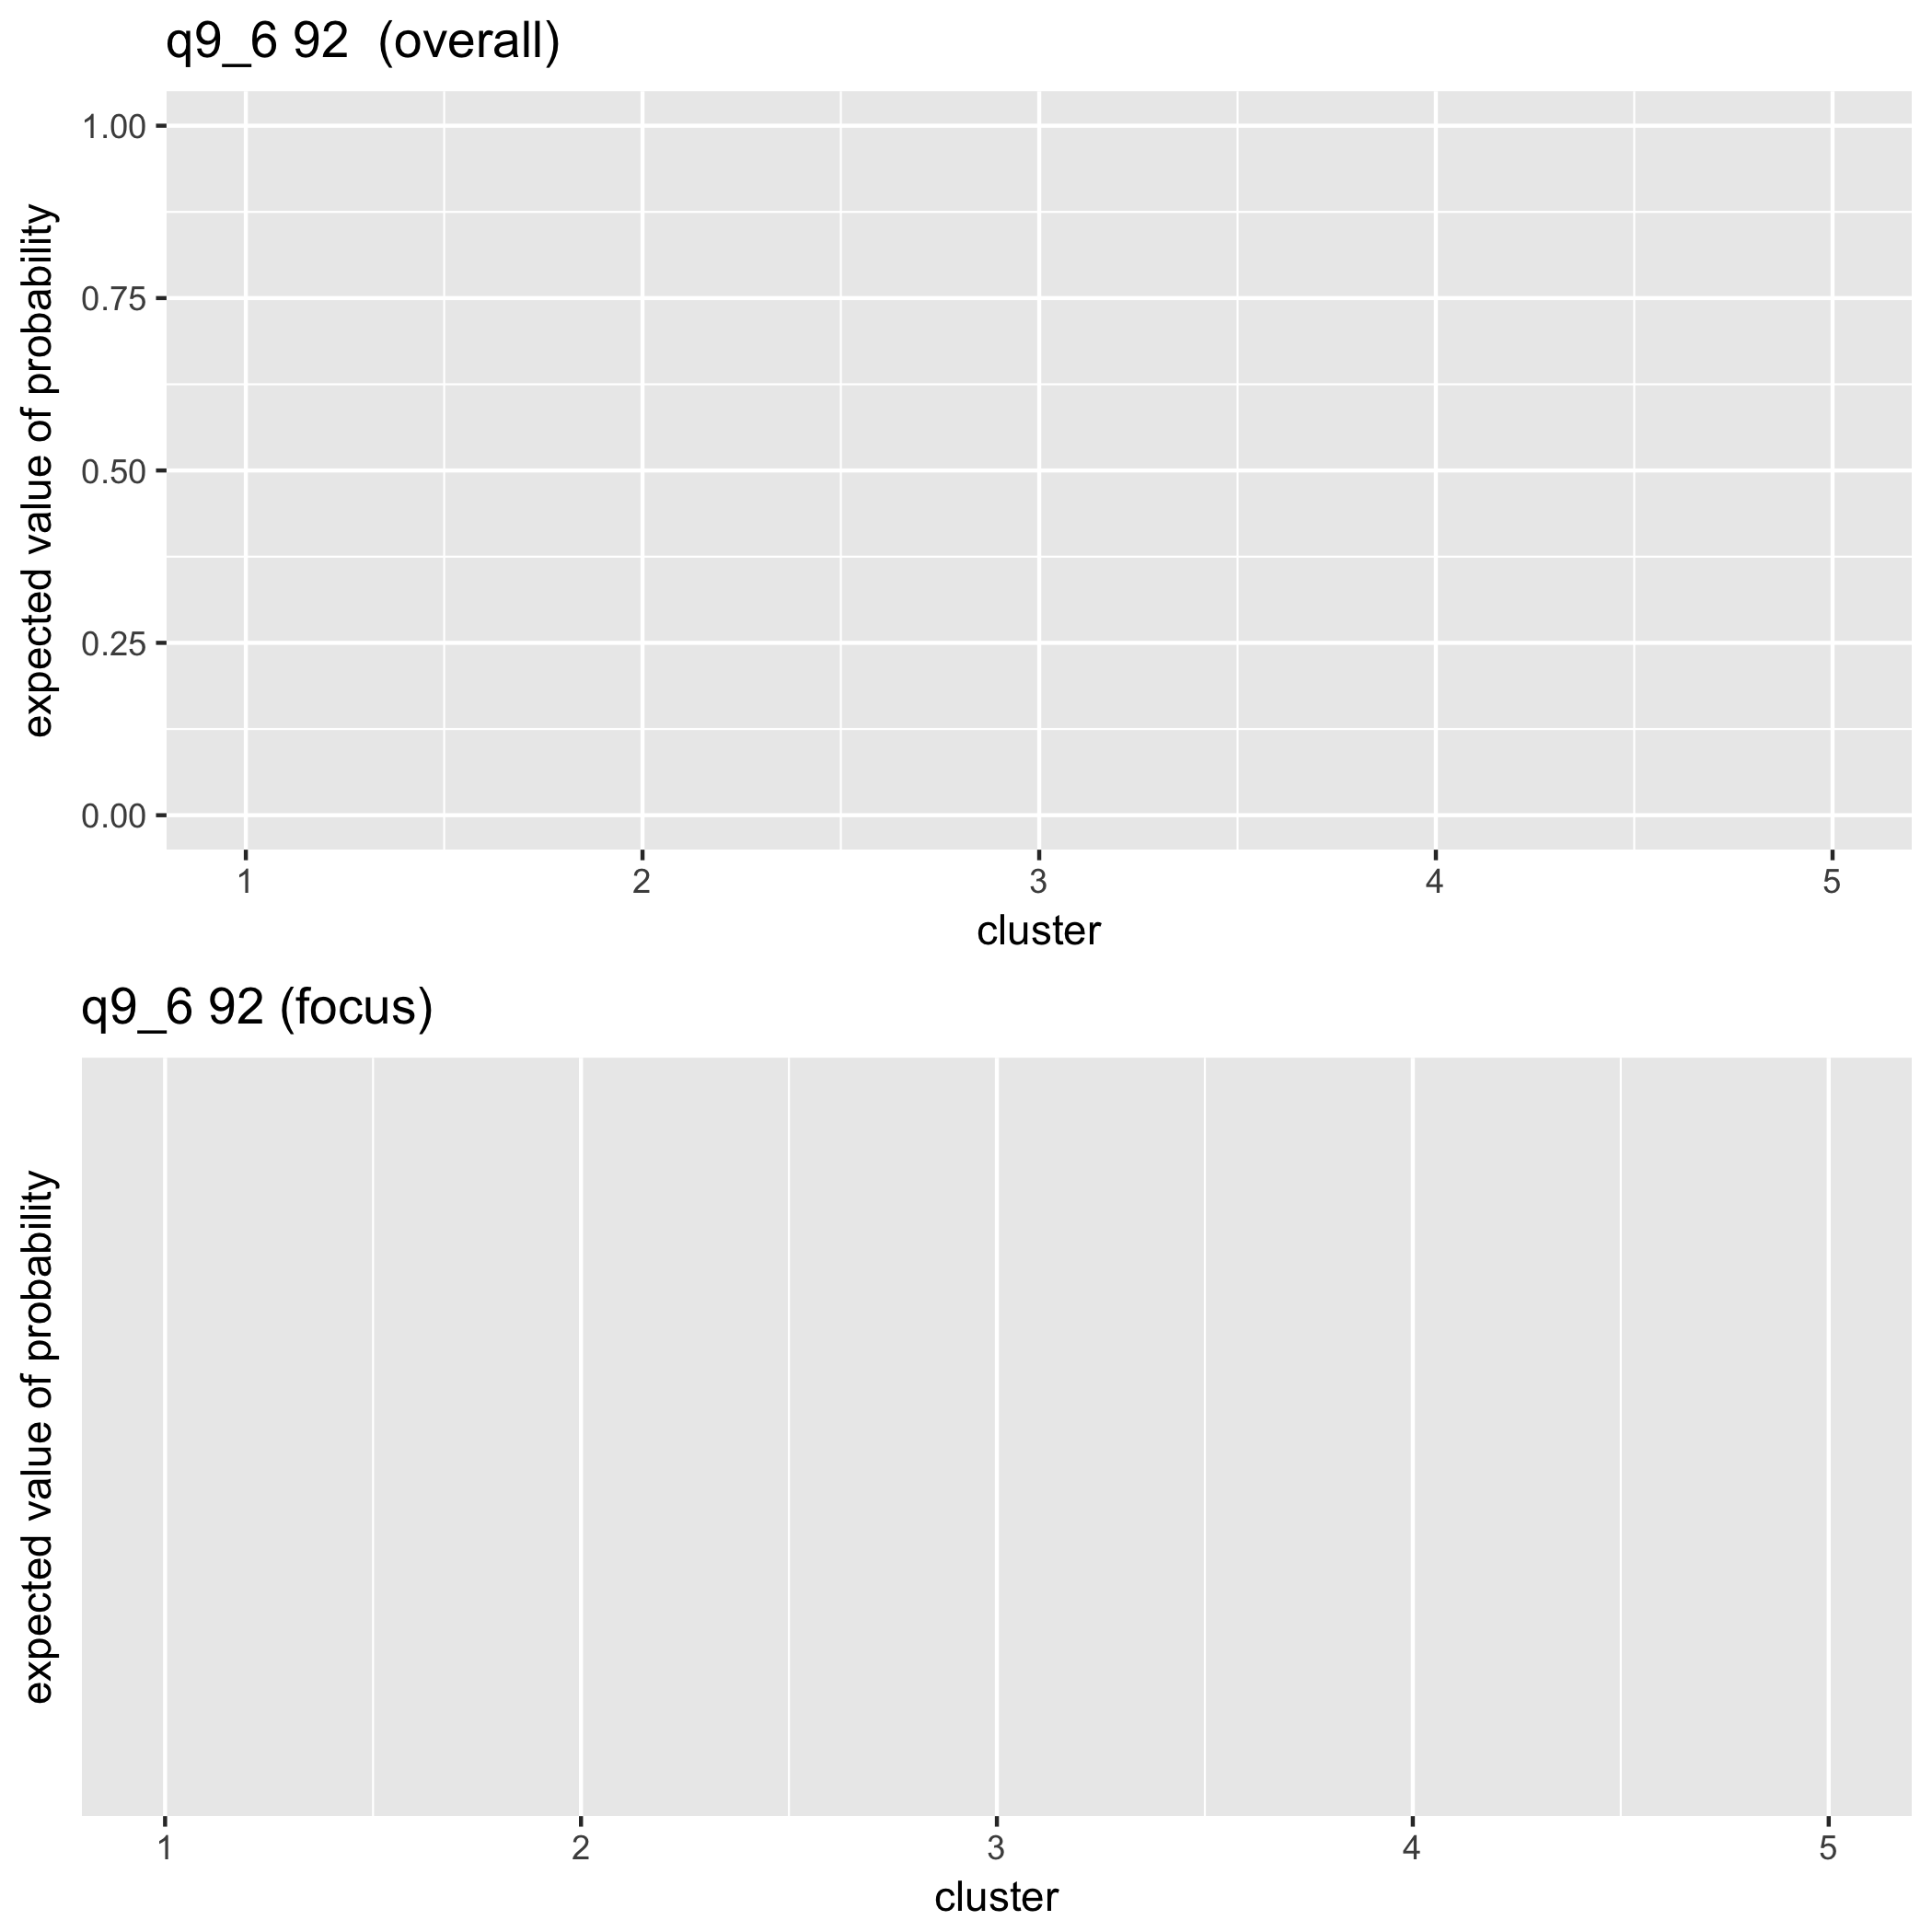 q9_6 92  (overall)
expected value of probability
1.00
0.75
0.50
0.25
0.00
1 2 3 4 5
cluster
q9_6 92 (focus)
expected value of probability
1 2 3 4 5
cluster